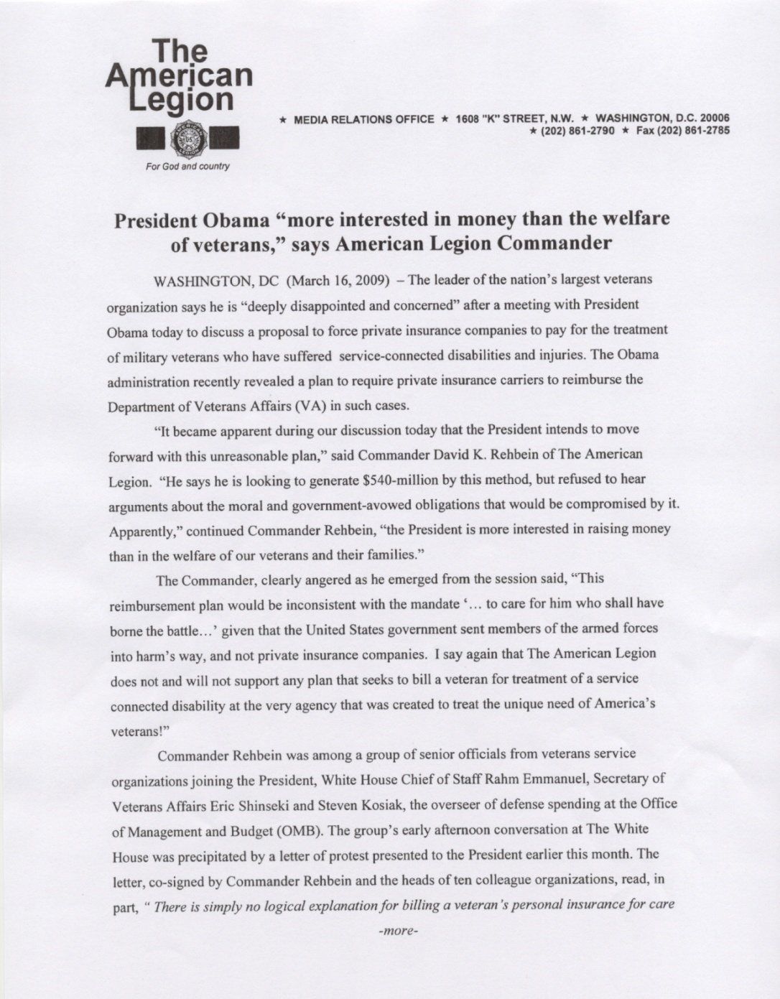 The
American
Legion
For God and country
★ MEDIA RELATIONS OFFICE ★ 1608 "K" STREET, N.W. ★ WASHINGTON, D.C. 20006
★ (202) 861-2790 ★ Fax (202) 861-2785
President Obama “more interested in money than the welfare
of veterans,” says American Legion Commander
WASHINGTON, DC (March 16, 2009) – The leader of the nation’s largest veterans
organization says he is “deeply disappointed and concerned” after a meeting with President
Obama today to discuss a proposal to force private insurance companies to pay for the treatment
of military veterans who have suffered service-connected disabilities and injuries. The Obama
administration recently revealed a plan to require private insurance carriers to reimburse the
Department of Veterans Affairs (VA) in such cases.
“It became apparent during our discussion today that the President intends to move
forward with this unreasonable plan,” said Commander David K. Rehbein of The American
Legion. “He says he is looking to generate $540-million by this method, but refused to hear
arguments about the moral and government-avowed obligations that would be compromised by it.
Apparently,” continued Commander Rehbein, “the President is more interested in raising money
than in the welfare of our veterans and their families.”
The Commander, clearly angered as he emerged from the session said, “This
reimbursement plan would be inconsistent with the mandate ‘… to care for him who shall have
borne the battle…’ given that the United States government sent members of the armed forces
into harm’s way, and not private insurance companies. I say again that The American Legion
does not and will not support any plan that seeks to bill a veteran for treatment of a service
connected disability at the very agency that was created to treat the unique need of America’s
veterans!”
Commander Rehbein was among a group of senior officials from veterans service
organizations joining the President, White House Chief of Staff Rahm Emmanuel, Secretary of
Veterans Affairs Eric Shinseki and Steven Kosiak, the overseer of defense spending at the Office
of Management and Budget (OMB). The group’s early afternoon conversation at The White
House was precipitated by a letter of protest presented to the President earlier this month. The
letter, co-signed by Commander Rehbein and the heads of ten colleague organizations, read, in
part, “ There is simply no logical explanation for billing a veteran’s personal insurance for care
-more-